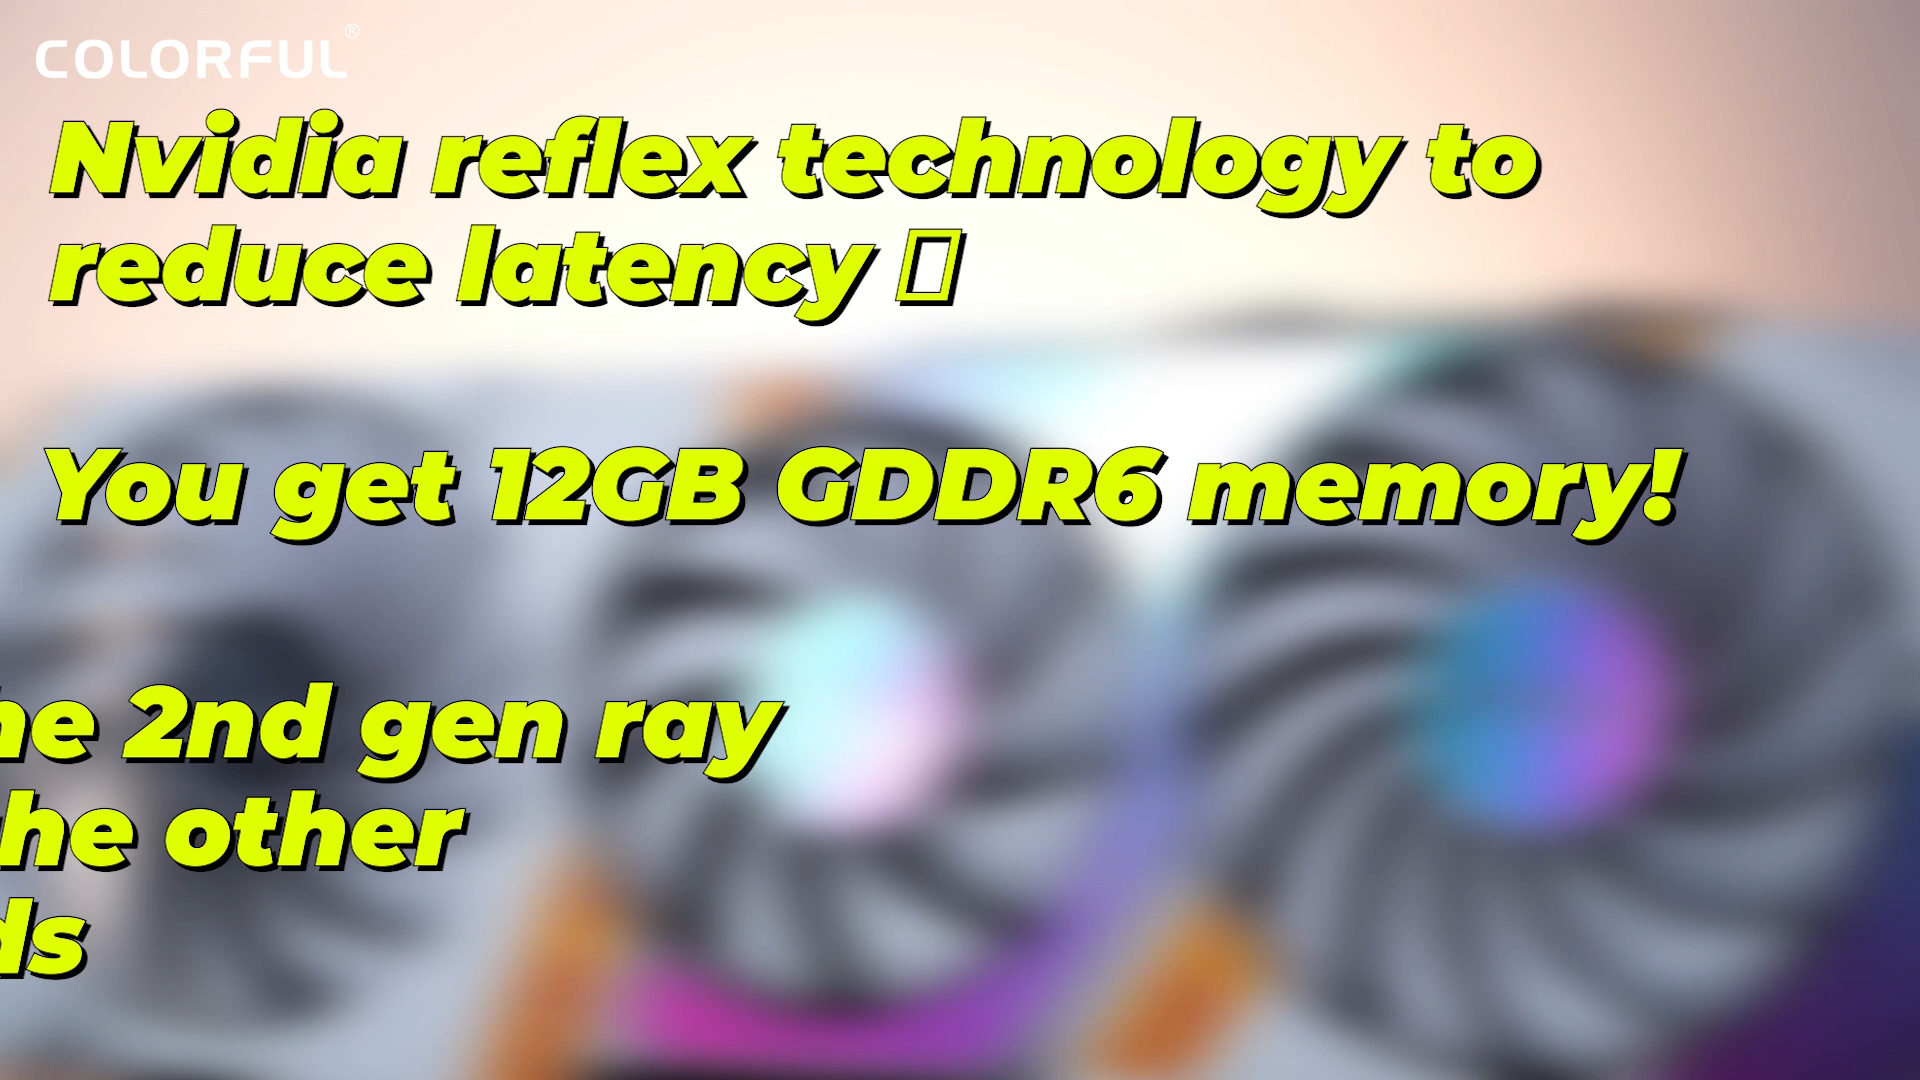 COLORFUL®
Nvidia reflex technology to
reduce latency
You get 12GB GDDR6 memory!
2nd gen ray
other